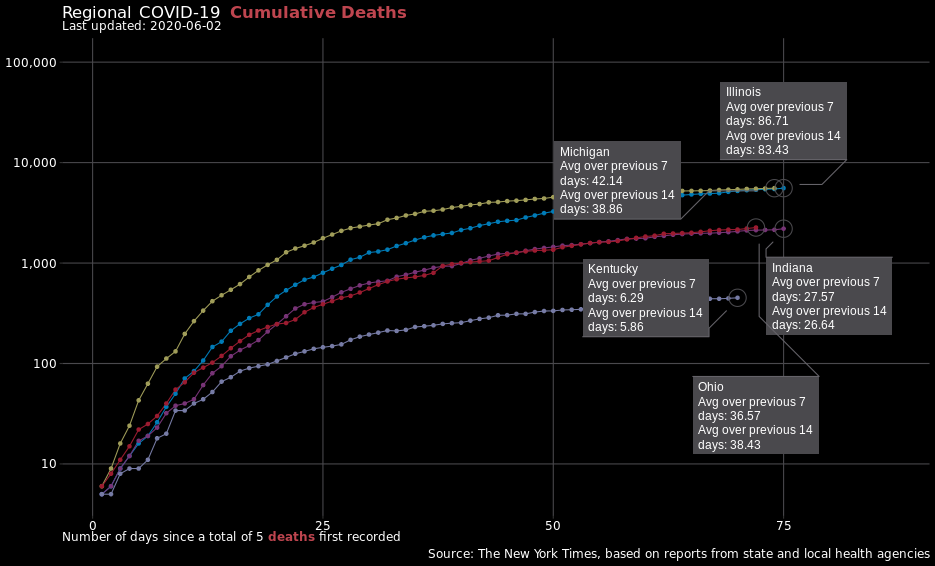 Regional COVID-19 Cumulative Deaths
Last updated: 2020-06-02
100,000
10,000
1,000
100
10
Illinois
Avg over previous 7
days: 86.71
Avg over previous 14
days: 83.43
Michigan
Avg over previous 7
days: 42.14
Avg over previous 14
days: 38.86
Kentucky
Avg over previous 7
days: 6.29
Avg over previous 14
days: 5.86
Indiana
Avg over previous 7
days: 27.57
Avg over previous 14
days: 26.64
Ohio
Avg over previous 7
days: 36.57
Avg over previous 14
days: 38.43
0 25 50 75
Number of days since a total of 5 deaths first recorded
Source: The New York Times, based on reports from state and local health agencies